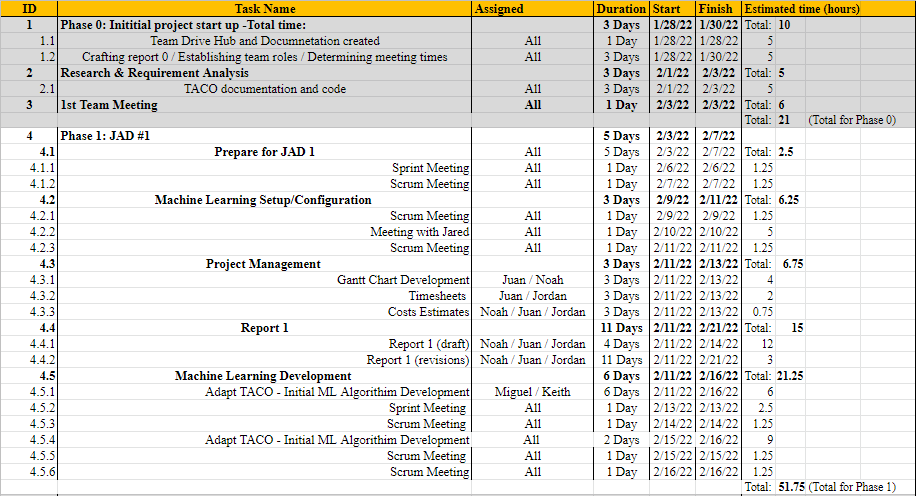 ID Task Name Assigned Duration Start Finish Estimated time (hours)
1 Phase 0: Inititial project start up -Total time: 3 Days 1/28/22 1/30/22 Total: 10
1.1 Team Drive Hub and Documnetation created All 1 Day 1/28/22 1/28/22 5
1.2 Crafting report 0 / Establishing team roles / Determining meeting times All 3 Days 1/28/22 1/30/22 5
2 Research & Requirement Analysis 3 Days 2/1/22 2/3/22 Total: 5
2.1 TACO documentation and code All 3 Days 2/1/22 2/3/22 5
3 1st Team Meeting All 1 Day 2/3/22 2/3/22 Total: 6
Total: 21 (Total for Phase 0)
4 Phase 1: JAD #1 5 Days 2/3/22 2/7/22
4.1 Prepare for JAD 1 All 5 Days 2/3/22 2/7/22 Total: 2.5
4.1.1 Sprint Meeting All 1 Day 2/6/22 2/6/22 1.25
4.1.2 Scrum Meeting All 1 Day 2/7/22 2/7/22 1.25
4.2 Machine Learning Setup/Configuration 3 Days 2/9/22 2/11/22 Total: 6.25
4.2.1 Scrum Meeting All 1 Day 2/9/22 2/9/22 1.25
4.2.2 Meeting with Jared All 1 Day 2/10/22 2/10/22 5
4.2.3 Scrum Meeting All 1 Day 2/11/22 2/11/22 1.25
4.3 Project Management 3 Days 2/11/22 2/13/22 Total: 6.75
4.3.1 Gantt Chart Development Juan / Noah 3 Days 2/11/22 2/13/22 4
4.3.2 Timesheets Juan / Jordan 3 Days 2/11/22 2/13/22 2
4.3.3 Costs Estimates Noah / Juan / Jordan 3 Days 2/11/22 2/13/22 0.75
4.4 Report 1 11 Days 2/11/22 2/21/22 Total: 15
4.4.1 Report 1 (draft) Noah / Juan / Jordan 4 Days 2/11/22 2/14/22 12
4.4.2 Report 1 (revisions) Noah / Juan / Jordan 11 Days 2/11/22 2/21/22 3
4.5 Machine Learning Development 6 Days 2/11/22 2/16/22 Total: 21.25
4.5.1 Adapt TACO - Initial ML Algorithim Development Miguel / Keith 6 Days 2/11/22 2/16/22 6
4.5.2 Sprint Meeting All 1 Day 2/13/22 2/13/22 2.5
4.5.3 Scrum Meeting All 1 Day 2/14/22 2/14/22 1.25
4.5.4 Adapt TACO - Initial ML Algorithim Development All 2 Days 2/15/22 2/16/22 9
4.5.5 Scrum Meeting All 1 Day 2/15/22 2/15/22 1.25
4.5.6 Scrum Meeting All 1 Day 2/16/22 2/16/22 1.25
Total: 51.75 (Total for Phase 1)